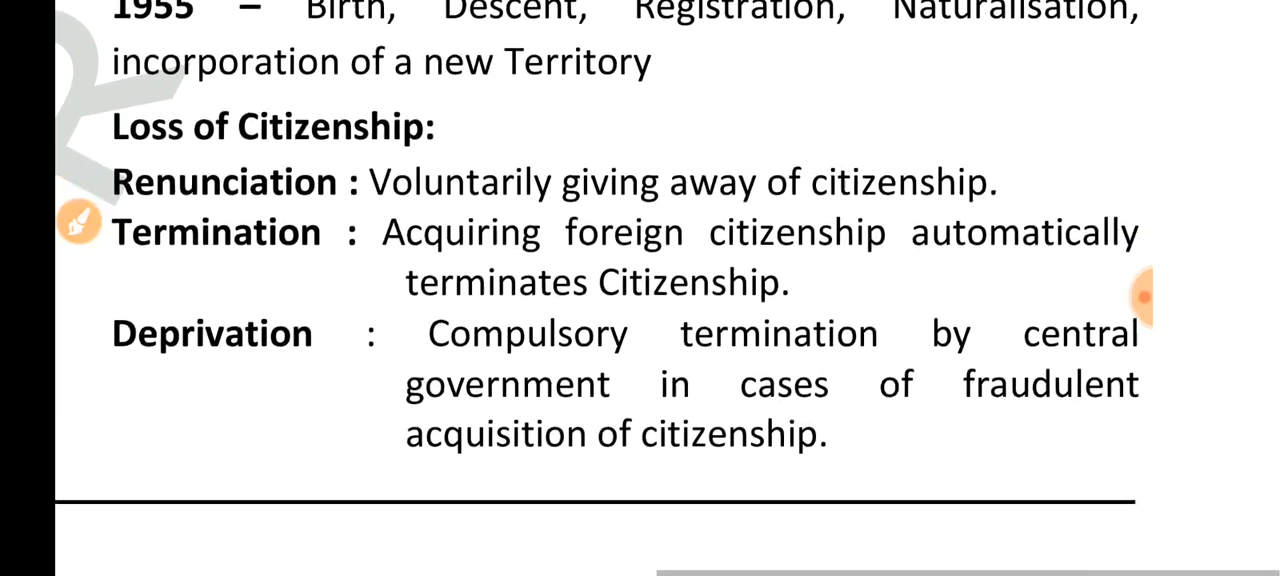 1955 – Birth, Descent, Registration, Naturalisation,
incorporation of a new Territory
Loss of Citizenship:
Renunciation : Voluntarily giving away of citizenship.
Termination : Acquiring foreign citizenship automatically
terminates Citizenship.
Deprivation : Compulsory termination by central
government in cases of fraudulent
acquisition of citizenship.